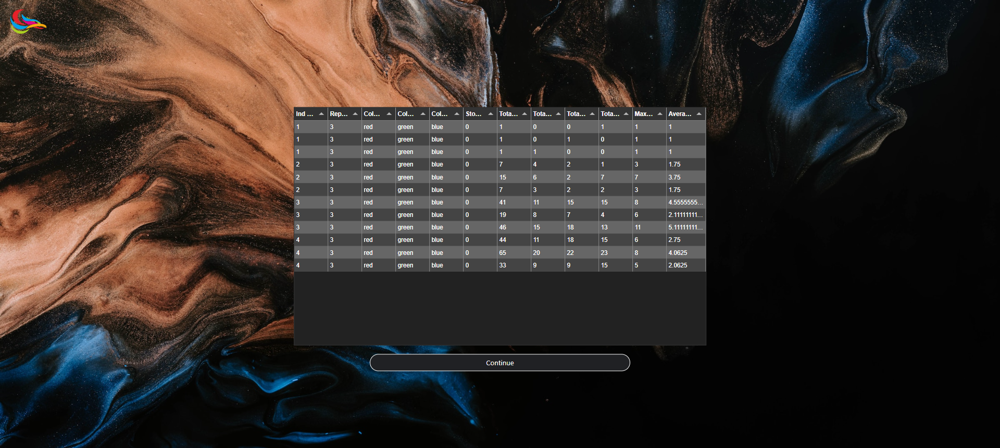 Ind ... Rep... Col... Col... Col... Sto... Tota... Tota... Tota... Tota... Max... Avera...
1 3 red green blue 0 1 0 0 1 1 1
1 3 red green blue 0 1 0 1 0 1 1
1 3 red green blue 0 1 1 0 0 1 1
2 3 red green blue 0 7 4 2 1 3 1.75
2 3 red green blue 0 15 6 2 7 7 3.75
2 3 red green blue 0 7 3 2 2 3 1.75
3 3 red green blue 0 41 11 15 15 8 4.5555555...
3 3 red green blue 0 19 8 7 4 6 2.11111111...
3 3 red green blue 0 46 15 18 13 11 5.11111111...
4 3 red green blue 0 44 11 18 15 6 2.75
4 3 red green blue 0 65 20 22 23 8 4.0625
4 3 red green blue 0 33 9 9 15 5 2.0625
Continue